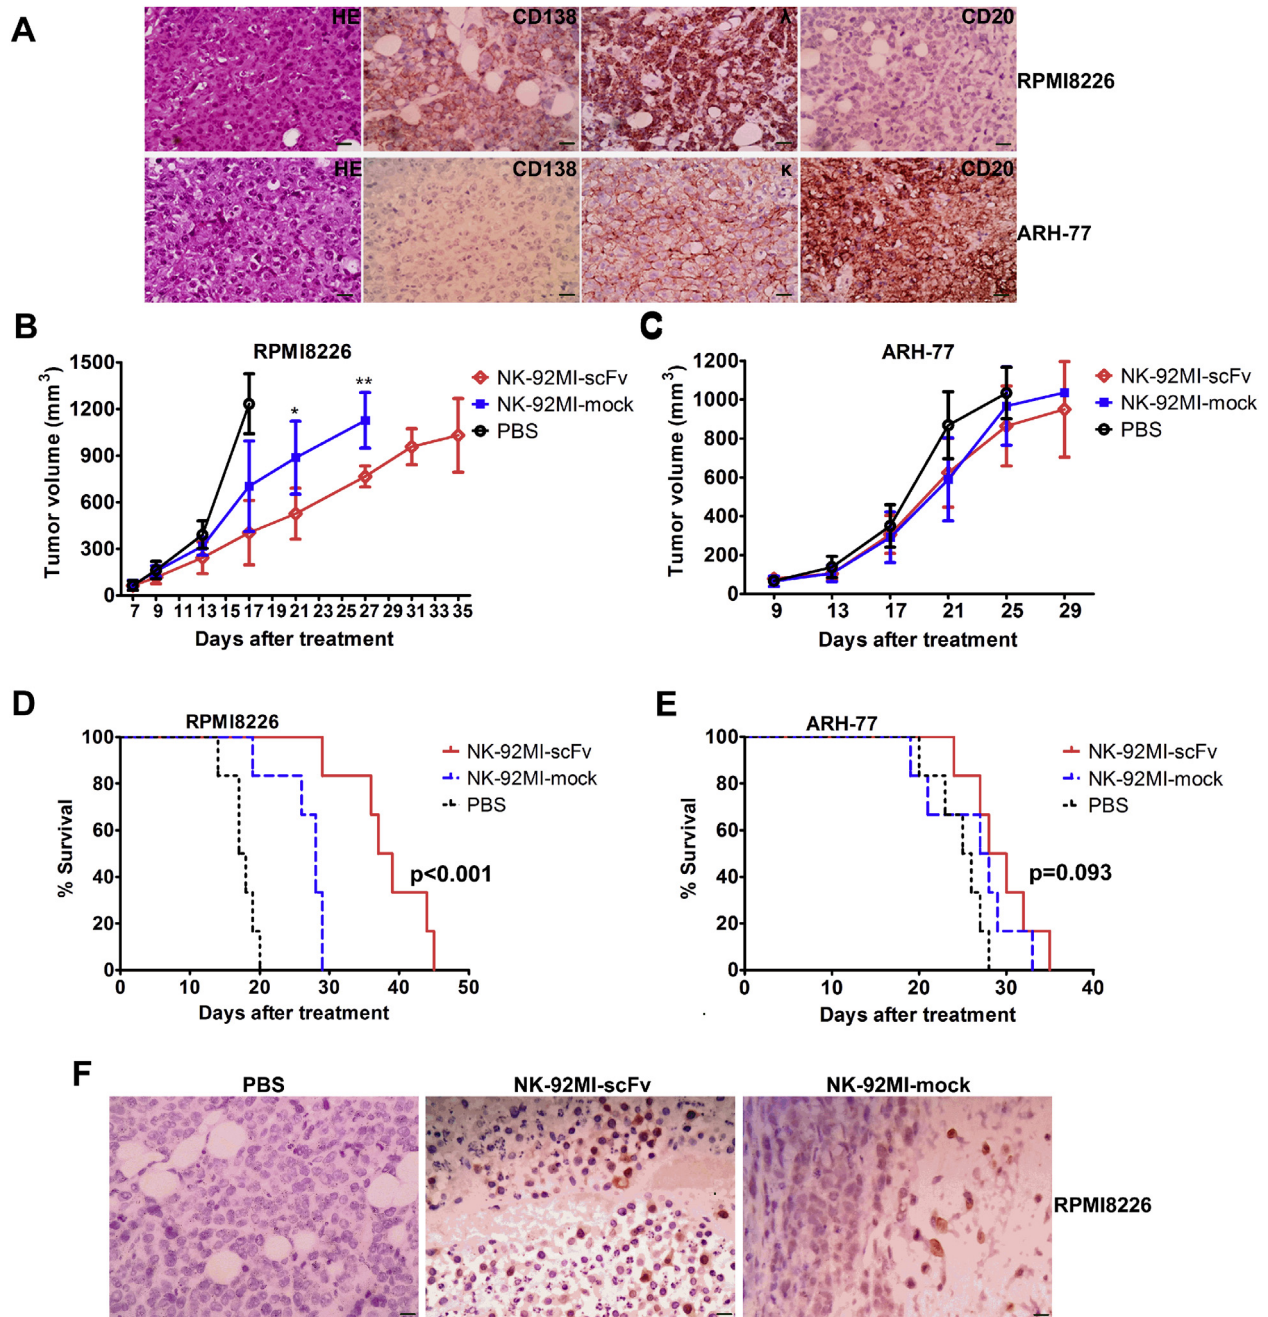 A
HE CD138 λ CD20
RPMI8226
HE CD138 κ CD20
ARH-77
B
RPMI8226
Tumor volume (mm3)
1500
1200
900
600
300
0
* **
NK-92MI-scFv
NK-92MI-mock
PBS
7 9 11 13 15 17 19 21 23 25 27 29 31 33 35
Days after treatment
C
ARH-77
Tumor volume (mm3)
1200
1000
800
600
400
200
0
NK-92MI-scFv
NK-92MI-mock
PBS
9 13 17 21 25 29
Days after treatment
D
RPMI8226
% Survival
100
80
60
40
20
0
NK-92MI-scFv
NK-92MI-mock
PBS
p<0.001
0 10 20 30 40 50
Days after treatment
E
ARH-77
% Survival
100
80
60
40
20
0
NK-92MI-scFv
NK-92MI-mock
PBS
p=0.093
0 10 20 30 40
Days after treatment
F
PBS NK-92MI-scFv NK-92MI-mock
RPMI8226